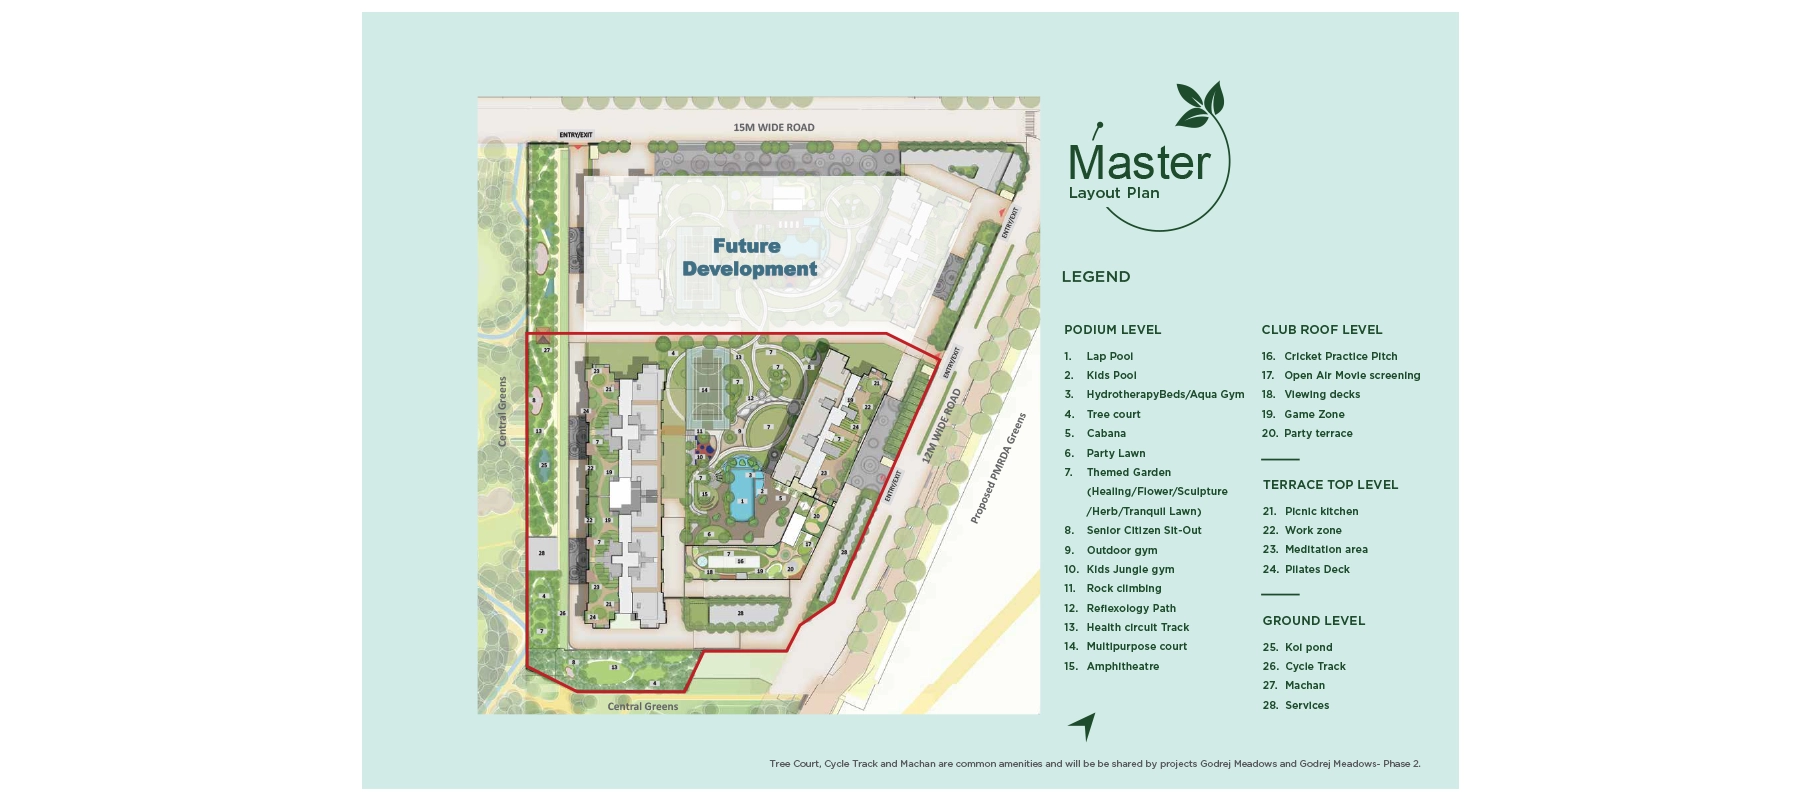 15M WIDE ROAD
ENTRY/EXIT
Future
Development
ENTRY/EXIT
ENTRY/EXIT
12M WIDE ROAD
ENTRY/EXIT
Proposed PMRDA Greens
Central Greens
Central Greens
Master
Layout Plan
LEGEND
PODIUM LEVEL
1. Lap Pool
2. Kids Pool
3. HydrotherapyBeds/Aqua Gym
4. Tree court
5. Cabana
6. Party Lawn
7. Themed Garden
(Healing/Flower/Sculpture
/Herb/Tranquil Lawn)
8. Senior Citizen Sit-Out
9. Outdoor gym
10. Kids Jungle gym
11. Rock climbing
12. Reflexology Path
13. Health circuit Track
14. Multipurpose court
15. Amphitheatre
CLUB ROOF LEVEL
16. Cricket Practice Pitch
17. Open Air Movie screening
18. Viewing decks
19. Game Zone
20. Party terrace
TERRACE TOP LEVEL
21. Picnic kitchen
22. Work zone
23. Meditation area
24. Pilates Deck
GROUND LEVEL
25. Koi pond
26. Cycle Track
27. Machan
28. Services
Tree Court, Cycle Track and Machan are common amenities and will be be shared by projects Godrej Meadows and Godrej Meadows- Phase 2.